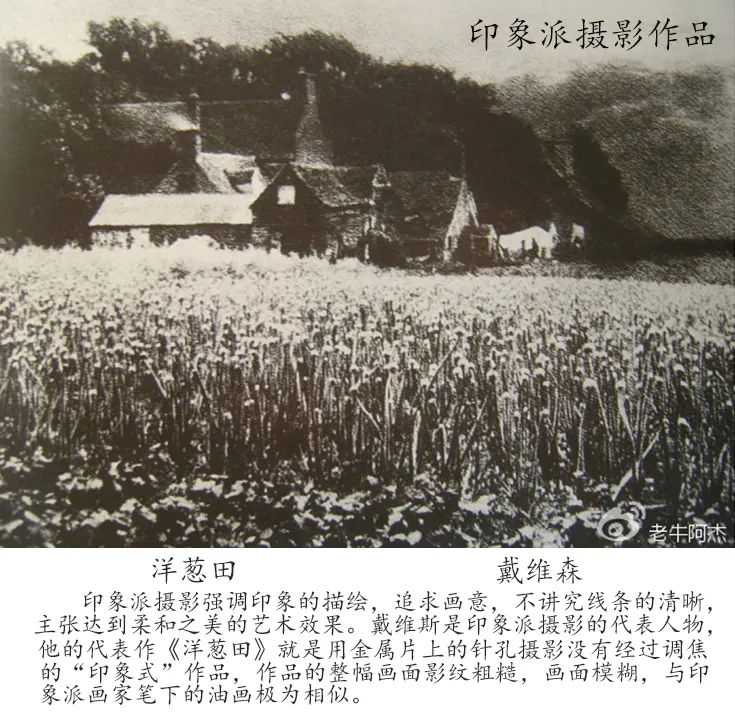 印象派摄影作品
老牛阿杰
洋葱田 戴维森
印象派摄影强调印象的描绘，追求画意，不讲究线条的清晰，
主张达到柔和之美的艺术效果。戴维斯是印象派摄影的代表人物，
他的代表作《洋葱田》就是用金属片上的针孔摄影没有经过调焦
的“印象式”作品，作品的整幅画面影纹粗糙，画面模糊，与印
象派画家笔下的油画极为相似。